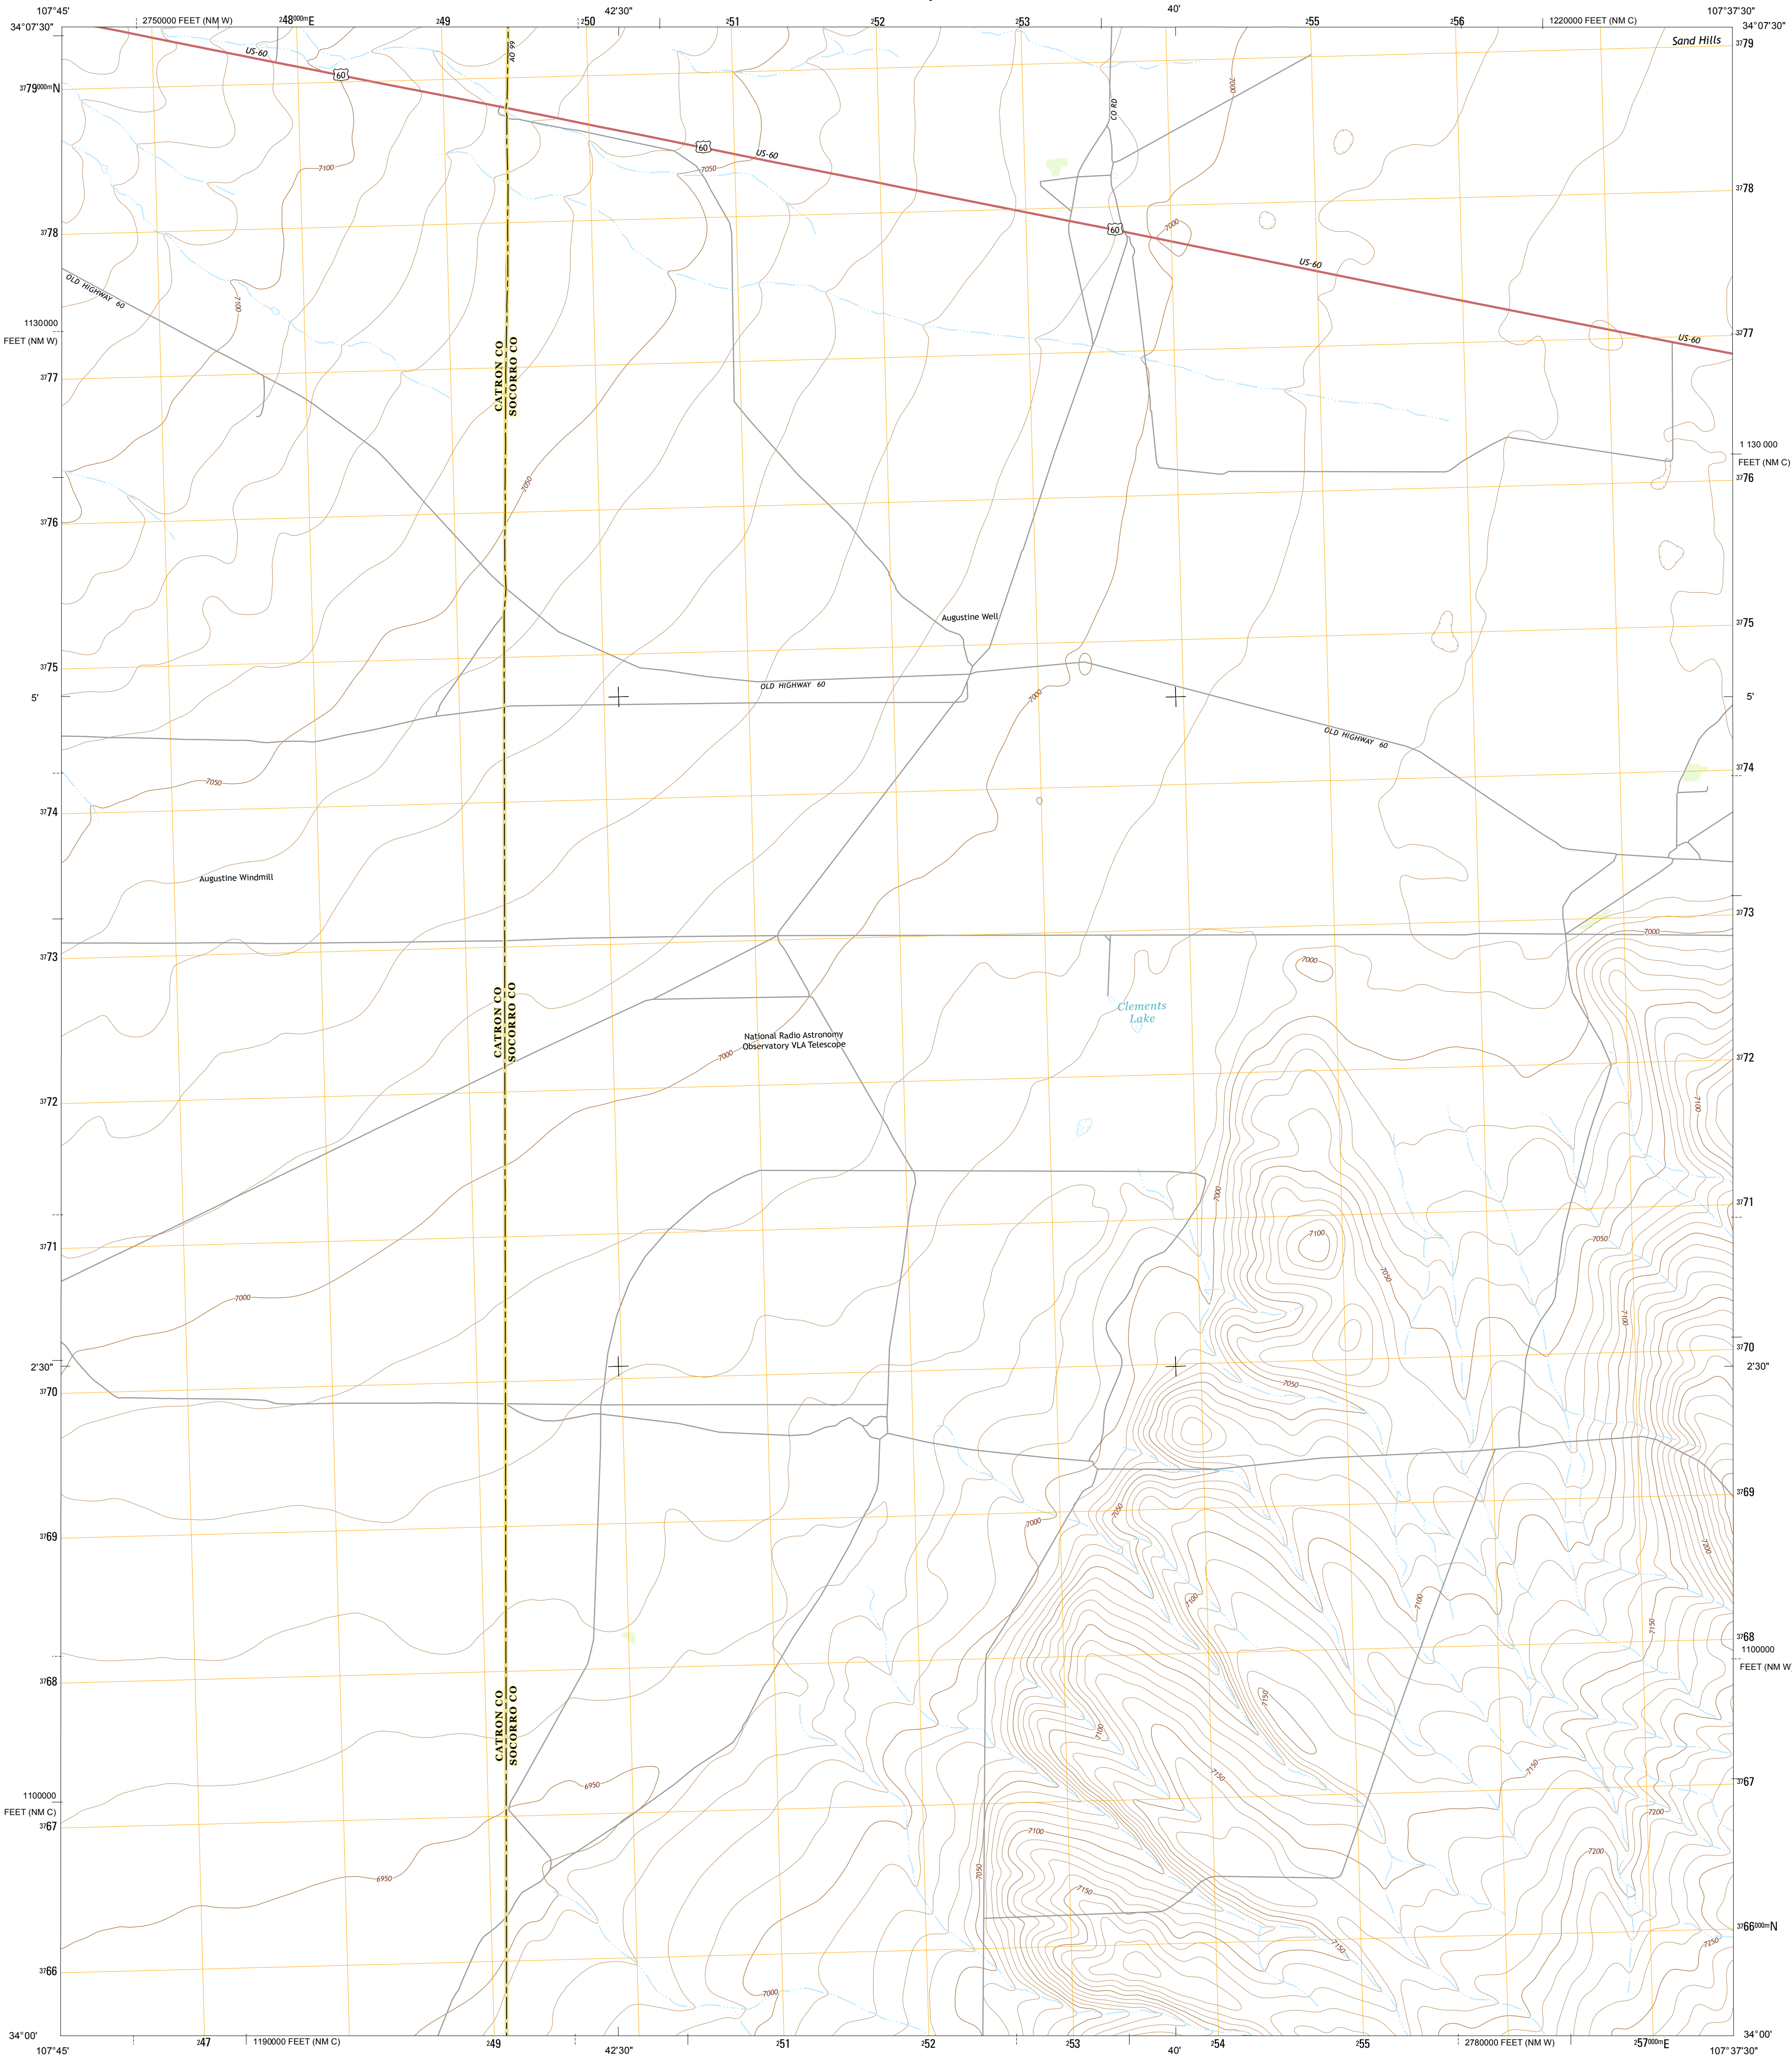 107°45'
2750000 FEET (NM W)
248000mE
249
42'30"
250
251
252
253
40'
255
256
1220000 FEET (NM C)
107°37'30"
34°07'30"
34°07'30"
US-60
60
AO 99
Sand Hills
3779
3779000mN
CO RD
7000
60
US-60
7050
7100
3778
3778
60
7000
US-60
OLD HIGHWAY 60
7100
1130000
FEET (NM W)
3777
US-60
CATRON CO
SOCORRO CO
3777
1 130 000
FEET (NM C)
3776
7050
3776
Augustine Well
3775
3775
OLD HIGHWAY 60
7000
5'
5'
OLD HIGHWAY 60
3774
7050
3774
Augustine Windmill
3773
7000
3773
7000
CATRON CO
SOCORRO CO
Clements
Lake
National Radio Astronomy
Observatory VLA Telescope
7000
3772
3772
7100
7000
3771
7100
7050
3771
7050
7000
7100
3770
2'30"
2'30"
7050
3770
3769
7050
7000
3769
7200
7100
7100
7150
3768
1100000
FEET (NM W
3768
CATRON CO
SOCORRO CO
7150
7100
7150
7150
6950
3767
1100000
FEET (NM C)
7200
3767
7100
7200
7050
6950
7150
3766000mN
7150
7250
3766
7000
34°00'
34°00'
247
1190000 FEET (NM C)
249
251
252
253
254
255
2780000 FEET (NM W)
257000mE
107°45'
42'30"
40'
107°37'30"